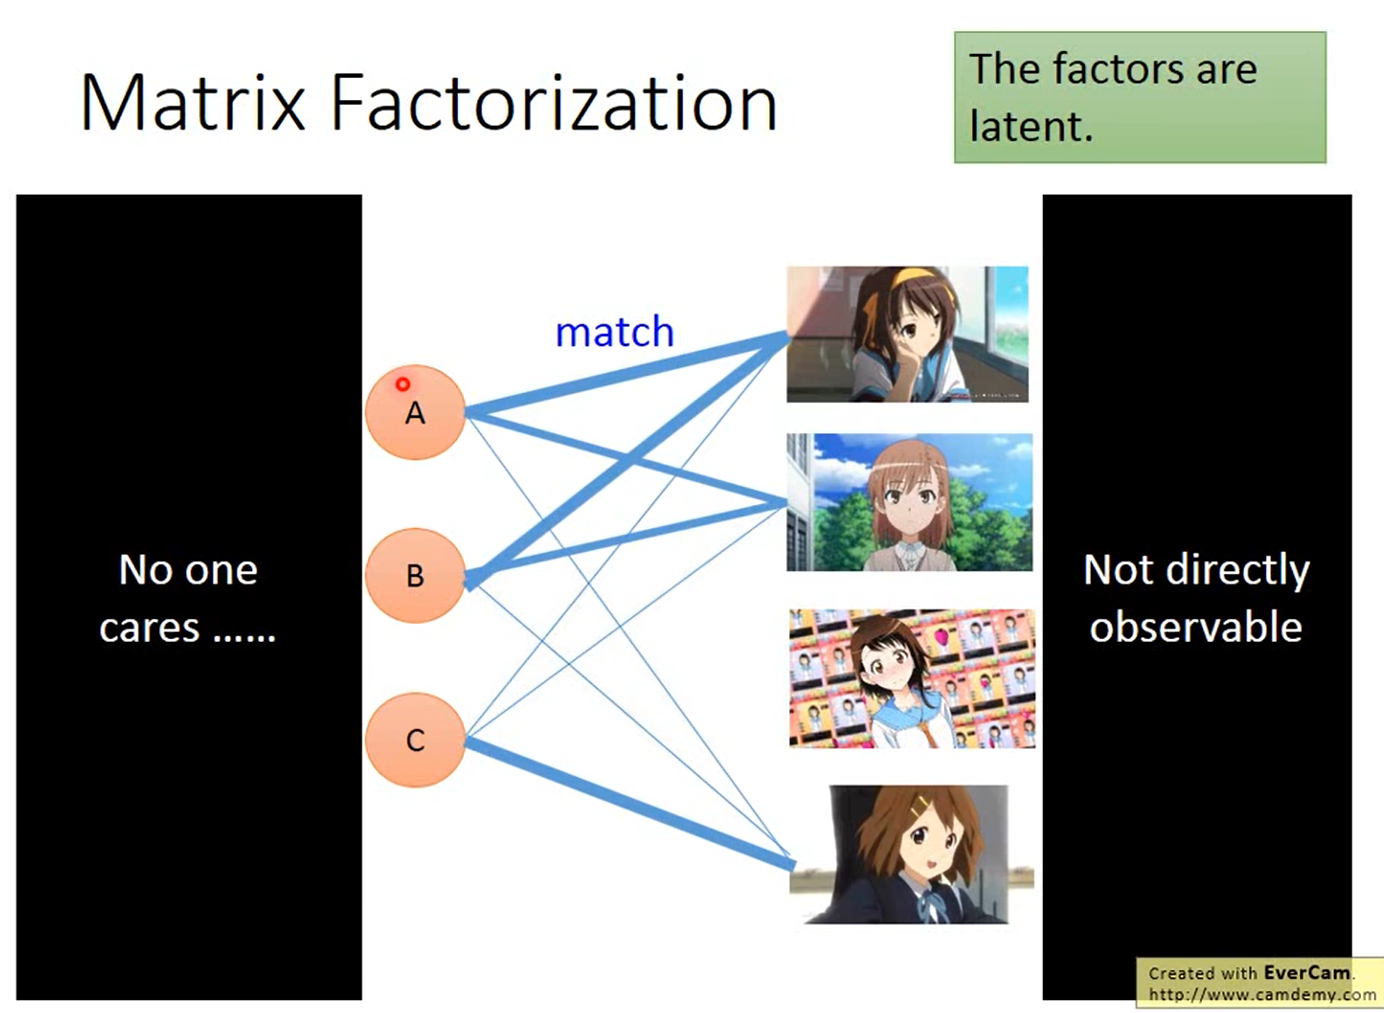 Matrix Factorization
The factors are
latent.
match
A
B
C
No one
cares ......
Not directly
observable
Created with EverCam.
http://www.camdemy.com